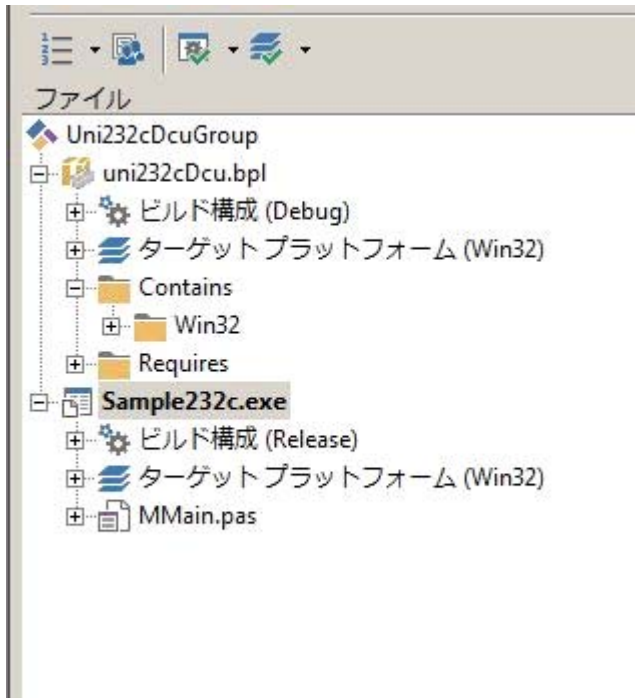 ファイル
Uni232cDcuGroup
uni232cDcu.bpl
ビルド構成 (Debug)
ターゲット プラットフォーム (Win32)
Contains
Win32
Requires
Sample232c.exe
ビルド構成 (Release)
ターゲット プラットフォーム (Win32)
MMain.pas